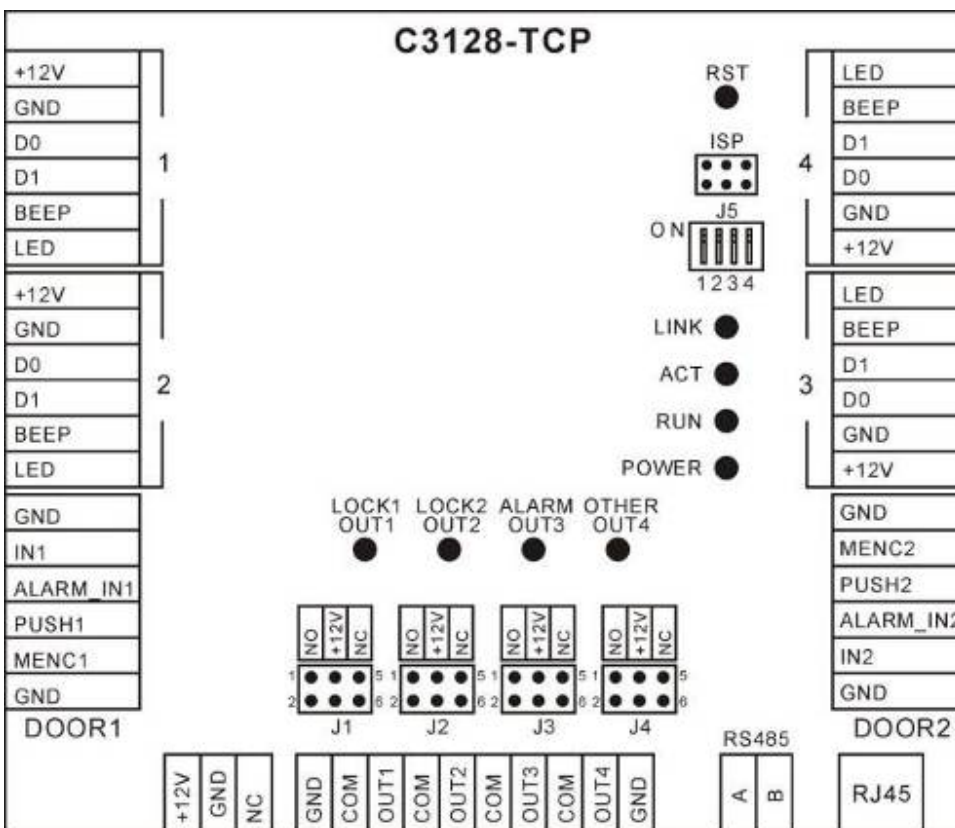 C3128-TCP
+12V
GND
D0
D1
BEEP
LED
1
+12V
GND
D0
D1
BEEP
LED
2
GND
IN1
ALARM_IN1
PUSH1
MENC1
GND
DOOR1
RST
ISP
J5
ON
1 2 3 4
LINK
ACT
RUN
POWER
LED
BEEP
D1
D0
GND
+12V
4
LED
BEEP
D1
D0
GND
+12V
3
GND
MENC2
PUSH2
ALARM_IN2
IN2
GND
DOOR2
LOCK1 LOCK2 ALARM OTHER
OUT1 OUT2 OUT3 OUT4
NO +12V NC NO +12V NC NO +12V NC NO +12V NC
1 5 1 5 1 5 1 5
2 6 2 6 2 6 2 6
J1 J2 J3 J4
RS485
+12V GND NC GND COM OUT1 COM OUT2 COM OUT3 COM OUT4 GND A B RJ45